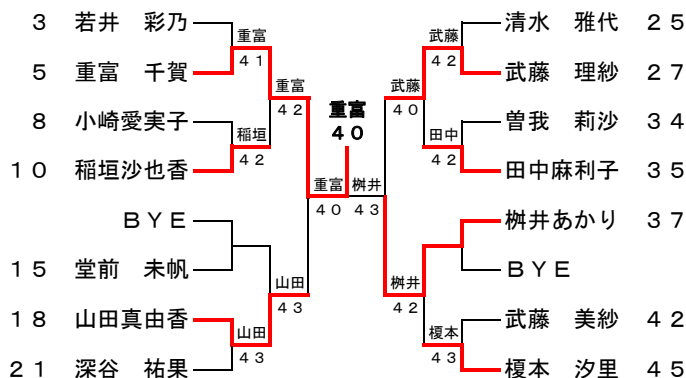 ３ 若井 彩乃
５ 重富 千賀
８ 小崎愛実子
１０ 稲垣沙也香
ＢＹＥ
１５ 堂前 未帆
１８ 山田真由香
２１ 深谷 祐果
重富
４１
稲垣
４２
山田
４３
重富
４２
山田
４３
重富
４０
重富
４０
桝井
４３
武藤
４０
桝井
４２
武藤
４２
田中
４２
榎本
４３
清水 雅代 ２５
武藤 理紗 ２７
曽我 莉沙 ３４
田中麻利子 ３５
桝井あかり ３７
ＢＹＥ
武藤 美紗 ４２
榎本 汐里 ４５